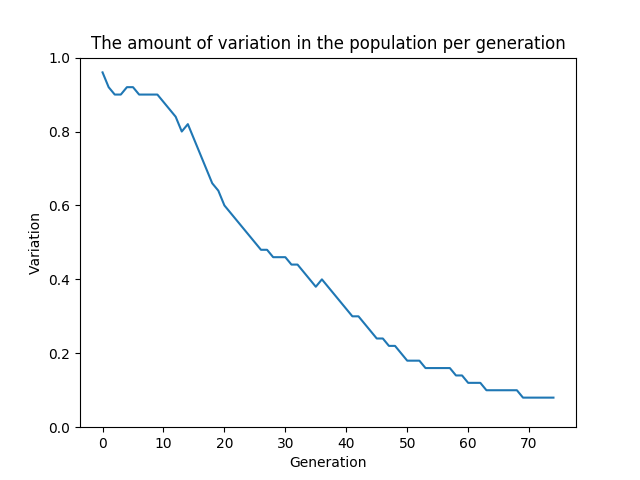 The amount of variation in the population per generation
1.0
0.8
0.6
0.4
0.2
0.0
Variation
0 10 20 30 40 50 60 70
Generation